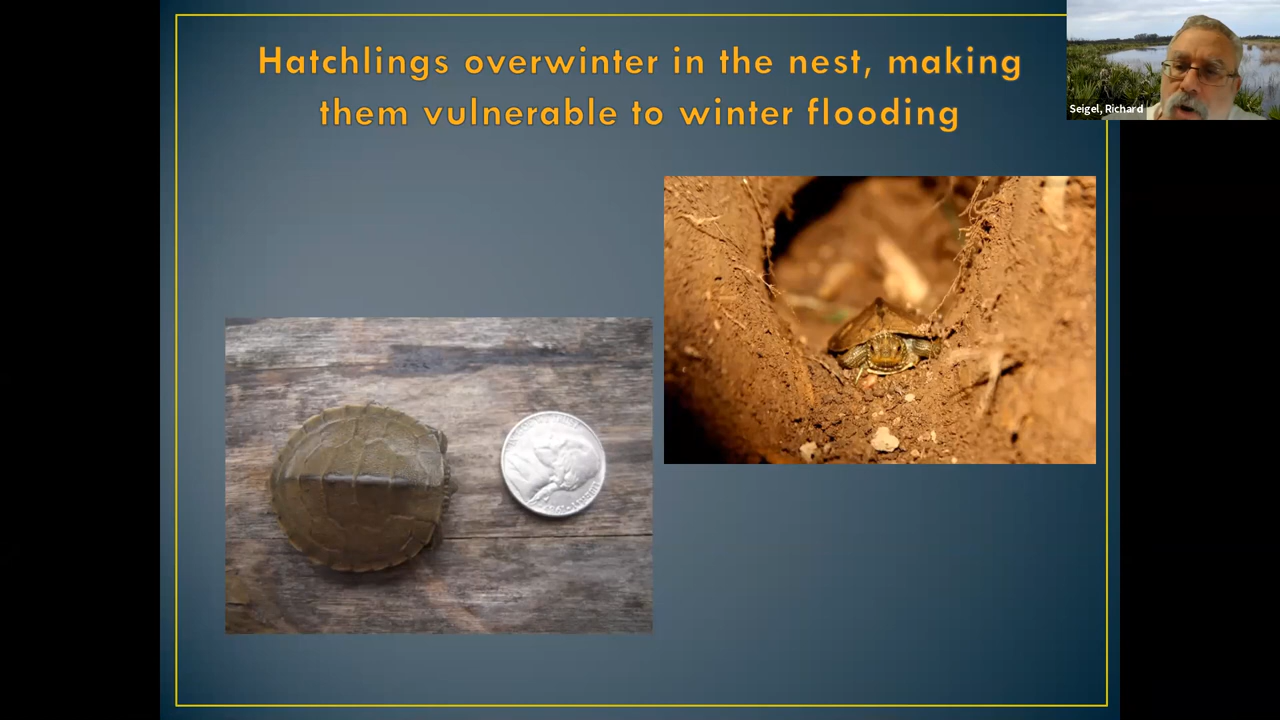 Hatchlings overwinter in the nest, making
them vulnerable to winter flooding
Seigel, Richard